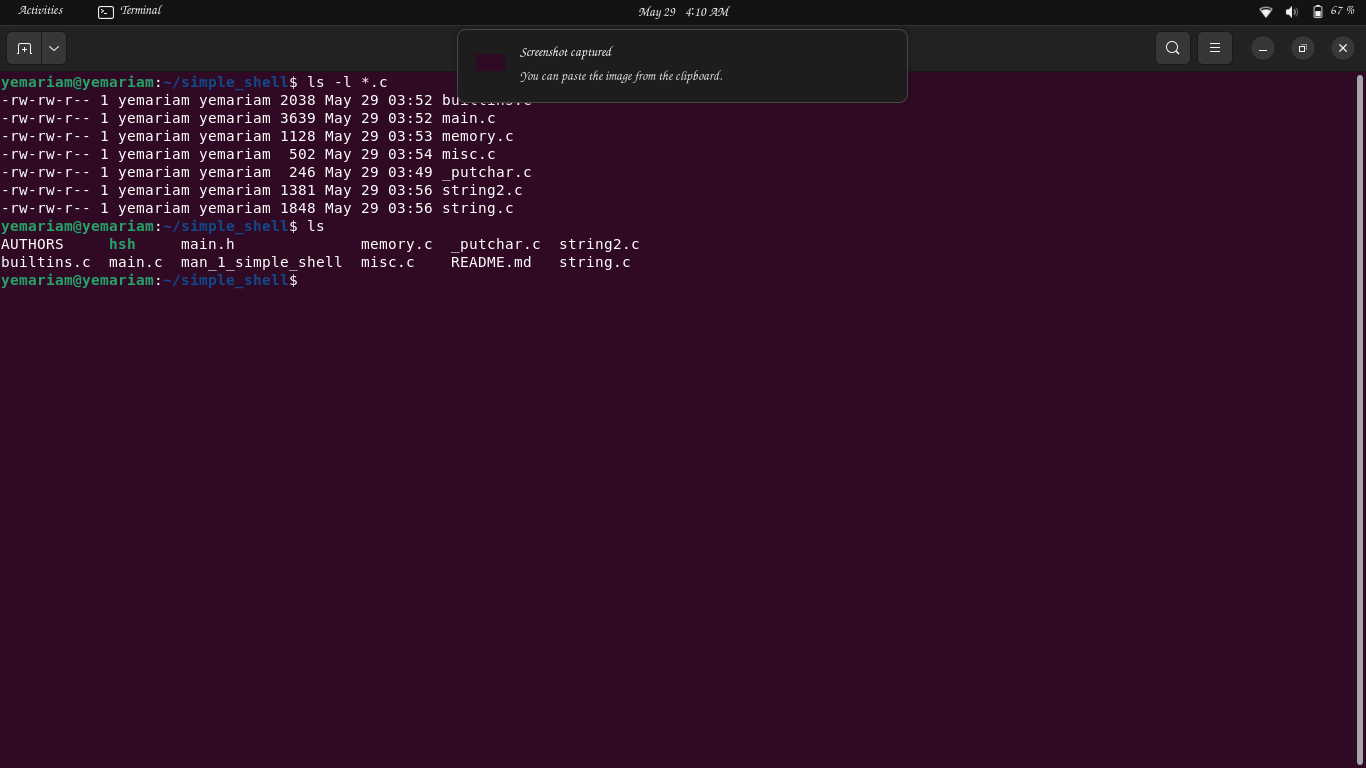 Activities Terminal May 29 4:10 AM 67 %
Screenshot captured
You can paste the image from the clipboard.
yemariam@yemariam:~/simple_shell$ ls -l *.c
-rw-rw-r-- 1 yemariam yemariam 2038 May 29 03:52 builtins.c
-rw-rw-r-- 1 yemariam yemariam 3639 May 29 03:52 main.c
-rw-rw-r-- 1 yemariam yemariam 1128 May 29 03:53 memory.c
-rw-rw-r-- 1 yemariam yemariam  502 May 29 03:54 misc.c
-rw-rw-r-- 1 yemariam yemariam  246 May 29 03:49 _putchar.c
-rw-rw-r-- 1 yemariam yemariam 1381 May 29 03:56 string2.c
-rw-rw-r-- 1 yemariam yemariam 1848 May 29 03:56 string.c
yemariam@yemariam:~/simple_shell$ ls
AUTHORS     hsh     main.h              memory.c  _putchar.c  string2.c
builtins.c  main.c  man_1_simple_shell  misc.c    README.md   string.c
yemariam@yemariam:~/simple_shell$